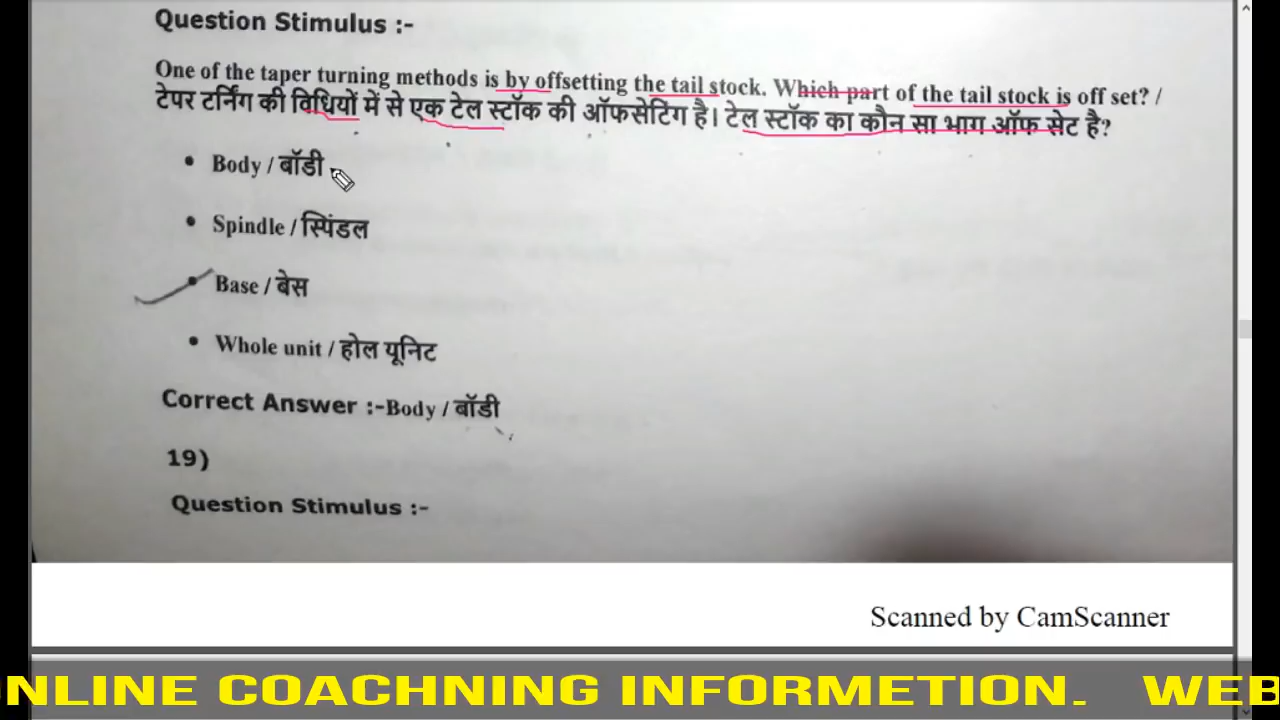 Question Stimulus :-
One of the taper turning methods is by offsetting the tail stock. Which part of the tail stock is off set? /
टेपर टर्निंग की विधियों में से एक टेल स्टॉक की ऑफसेटिंग है। टेल स्टॉक का कौन सा भाग ऑफ सेट है?
• Body / बॉडी
• Spindle / स्पिंडल
• Base / बेस
• Whole unit / होल यूनिट
Correct Answer :-Body / बॉडी
19)
Question Stimulus :-
Scanned by CamScanner
NLINE COACHNING INFORMETION. WEB